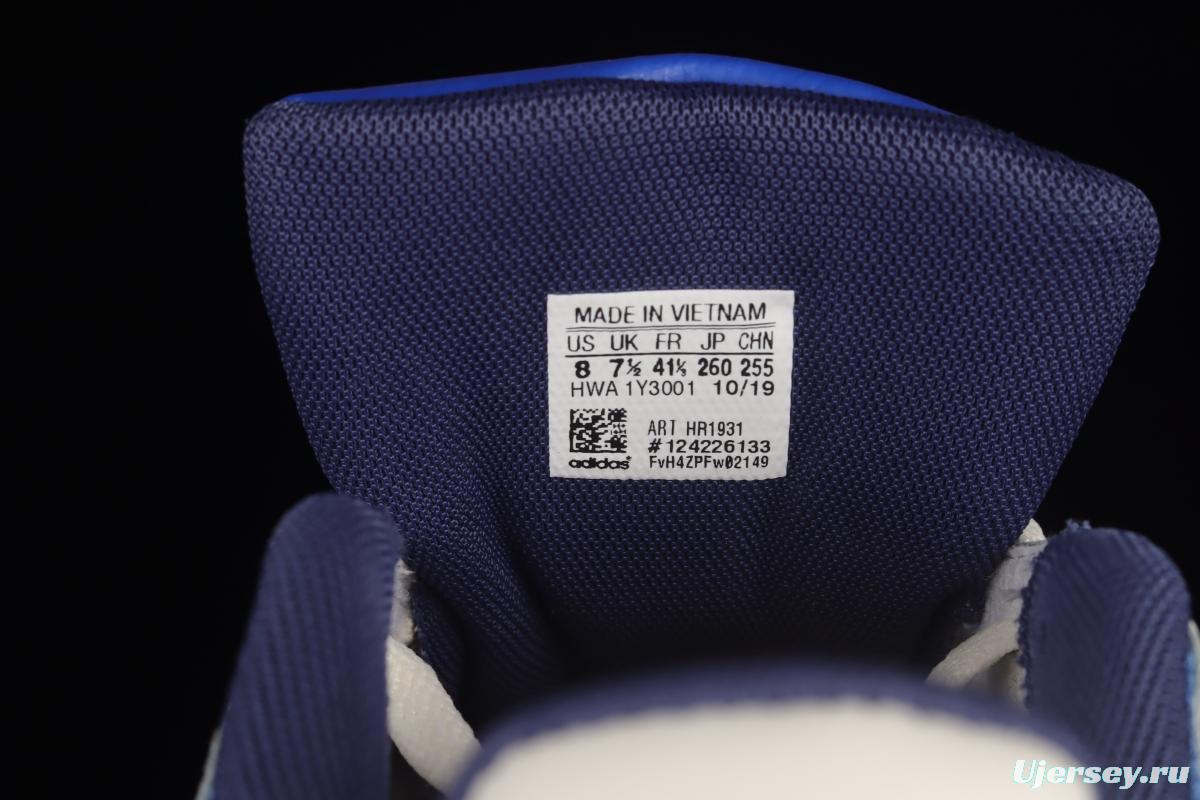 MADE IN VIETNAM
US UK FR JP CHN
8 7½ 41⅓ 260 255
HWA 1Y3001 10/19
ART HR1931
#124226133
adidas FvH4ZPFw02149
Ujersey.ru